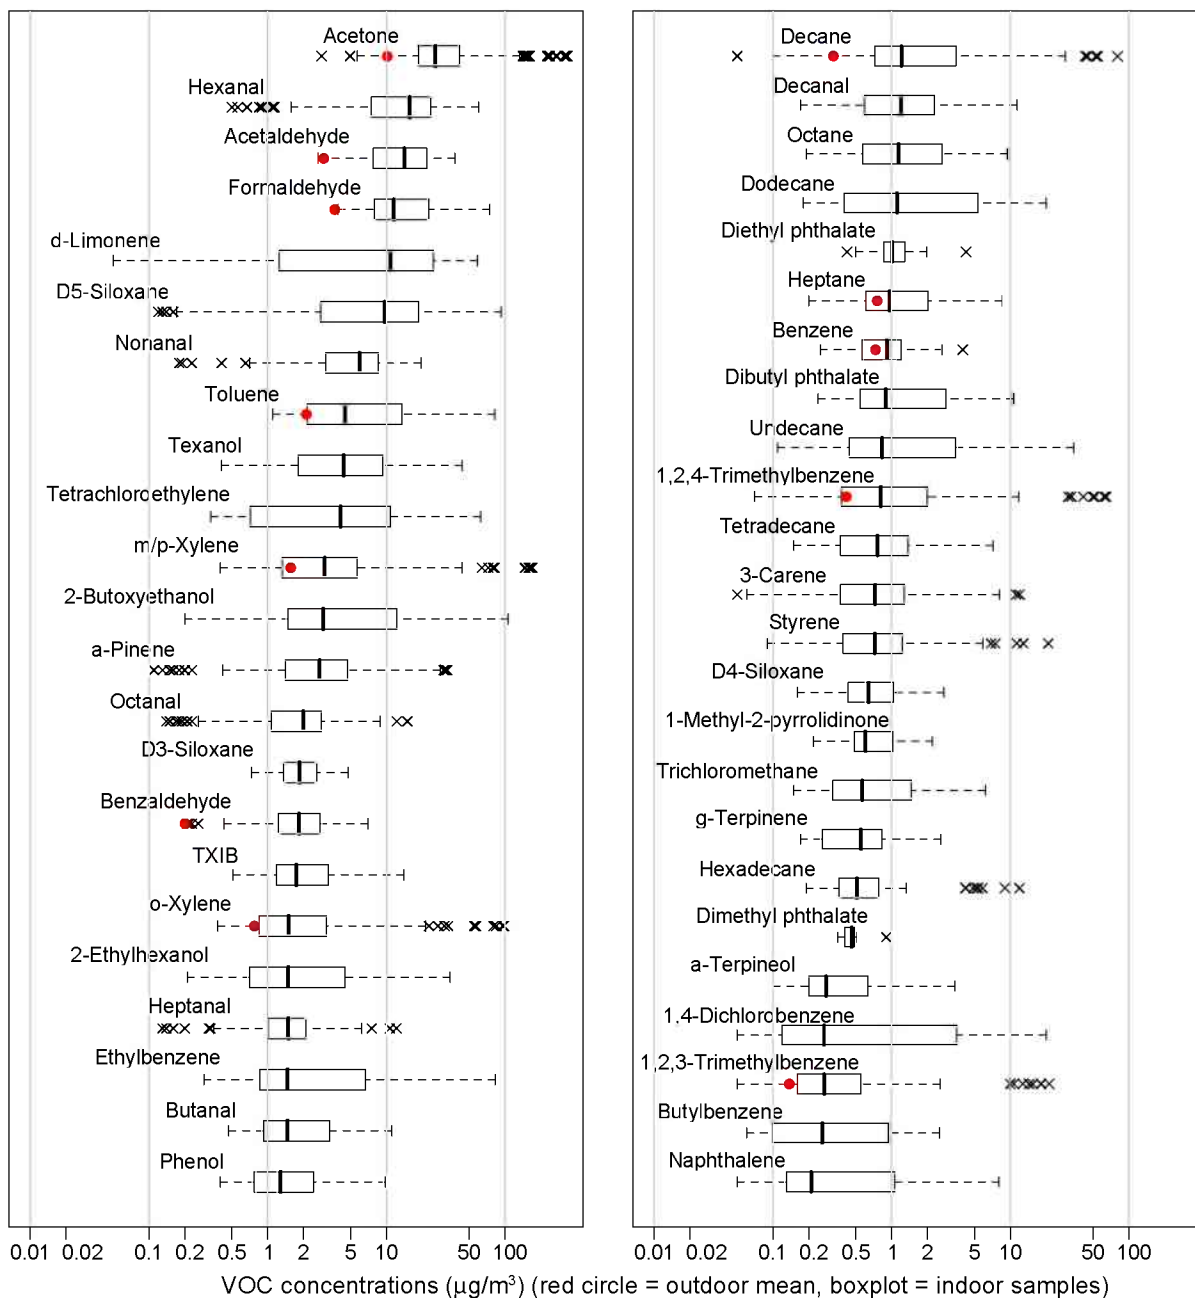 Acetone
Hexanal
Acetaldehyde
Formaldehyde
d-Limonene
D5-Siloxane
Nonanal
Toluene
Texanol
Tetrachloroethylene
m/p-Xylene
2-Butoxyethanol
a-Pinene
Octanal
D3-Siloxane
Benzaldehyde
TXIB
o-Xylene
2-Ethylhexanol
Heptanal
Ethylbenzene
Butanal
Phenol
0.01 0.1 0.2 0.5 1 2 5 10 50 100
Decane
Decanal
Octane
Dodecane
Diethyl phthalate
Heptane
Benzene
Dibutyl phthalate
Undecane
1,2,4-Trimethylbenzene
Tetradecane
3-Carene
Styrene
D4-Siloxane
1-Methyl-2-pyrrolidinone
Trichloromethane
g-Terpinene
Hexadecane
Dimethyl phthalate
a-Terpineol
1,4-Dichlorobenzene
1,2,3-Trimethylbenzene
Butylbenzene
Naphthalene
0.01 0.1 0.2 0.5 1 2 5 10 50 100
VOC concentrations (µg/m³) (red circle = outdoor mean, boxplot = indoor samples)